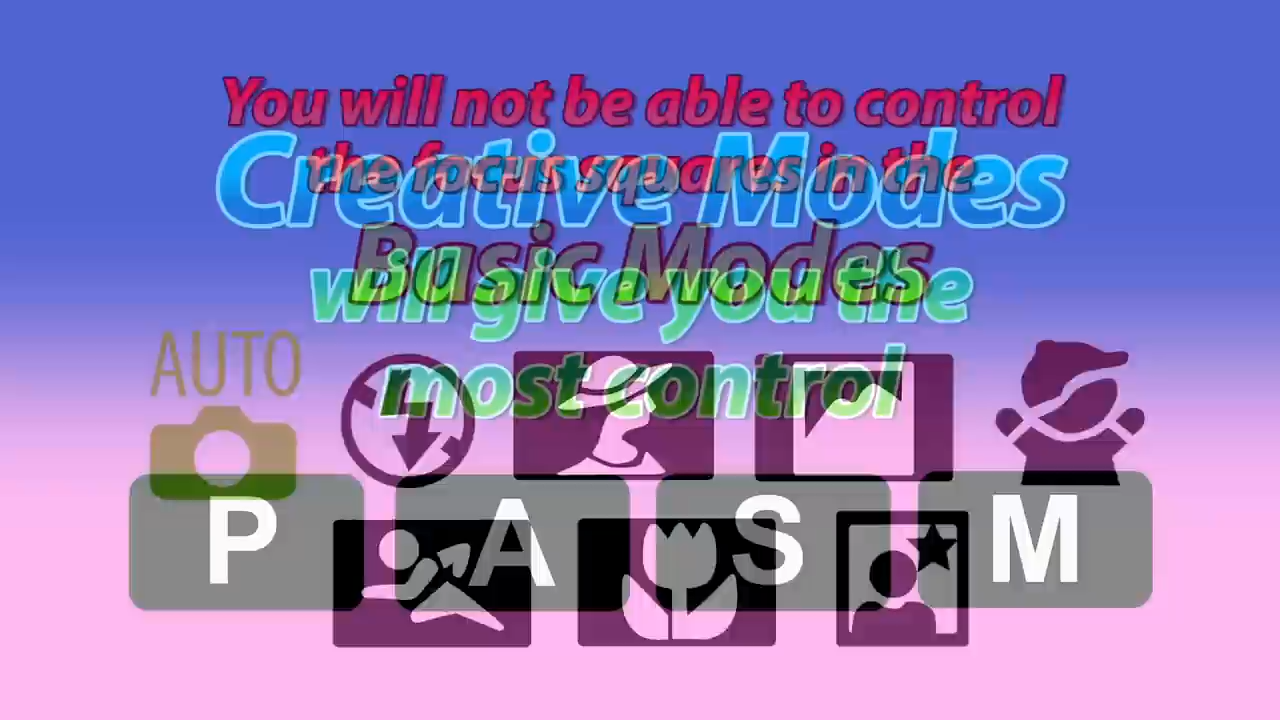 You will not be able to control
the focus squares in the
Basic Modes
Creative Modes
will give you the
most control
AUTO
P A S M